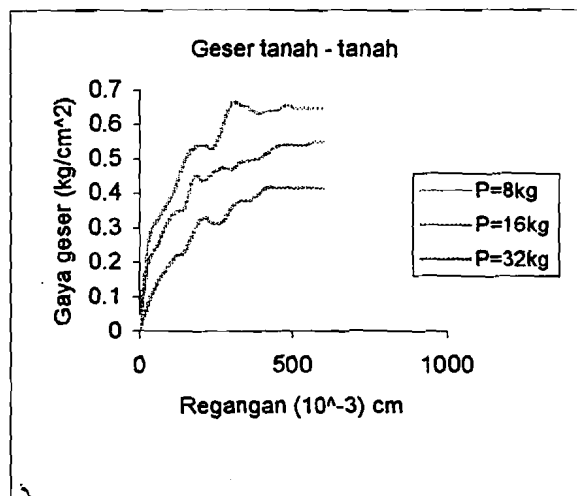 Geser tanah - tanah
Gaya geser (kg/cm^2)
0.7
0.6
0.5
0.4
0.3
0.2
0.1
0
0
500
1000
Regangan (10^-3) cm
P=8kg
P=16kg
P=32kg